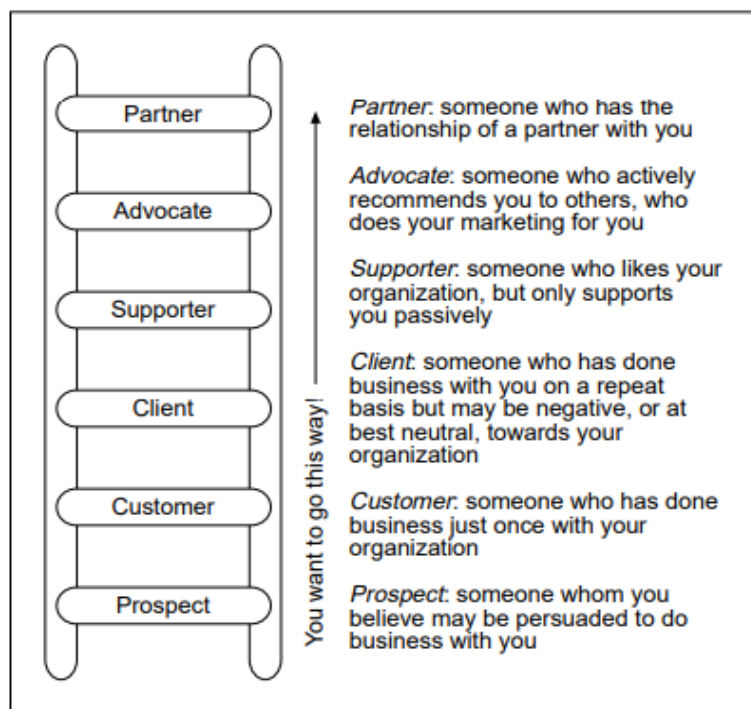 Partner
Advocate
Supporter
Client
Customer
Prospect
You want to go this way!
Partner: someone who has the
relationship of a partner with you
Advocate: someone who actively
recommends you to others, who
does your marketing for you
Supporter: someone who likes your
organization, but only supports
you passively
Client: someone who has done
business with you on a repeat
basis but may be negative, or at
best neutral, towards your
organization
Customer: someone who has done
business just once with your
organization
Prospect: someone whom you
believe may be persuaded to do
business with you